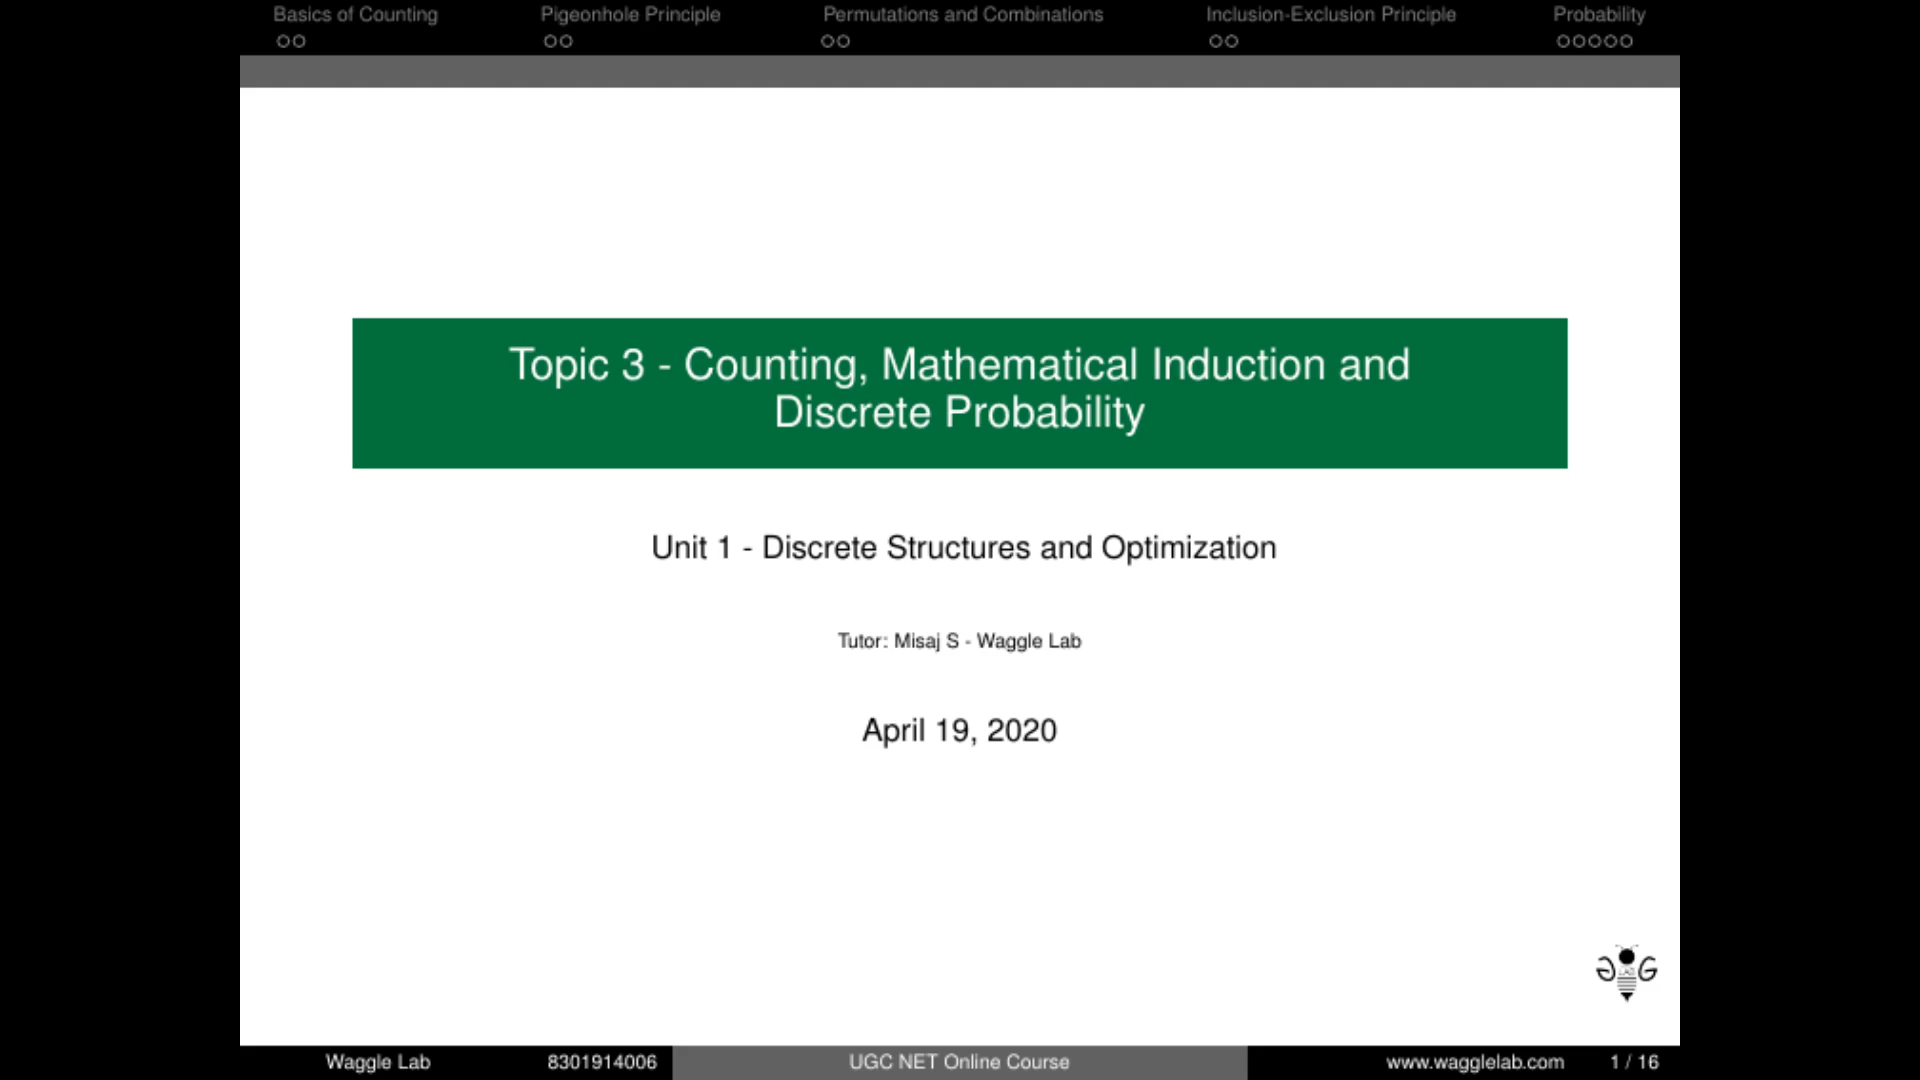 Basics of Counting Pigeonhole Principle Permutations and Combinations Inclusion-Exclusion Principle Probability
Topic 3 - Counting, Mathematical Induction and
Discrete Probability
Unit 1 - Discrete Structures and Optimization
Tutor: Misaj S - Waggle Lab
April 19, 2020
Waggle Lab 8301914006 UGC NET Online Course www.wagglelab.com 1 / 16